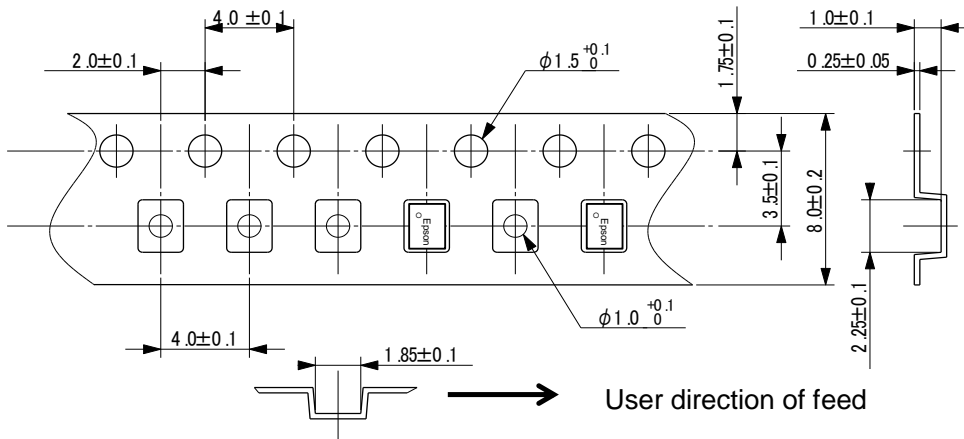 4.0 ±0.1
2.0±0.1
φ1.5 +0.1 0
1.75±0.1
1.0±0.1
0.25±0.05
3.5±0.1
8.0±0.2
Epson
Epson
φ1.0 +0.1 0
2.25±0.1
4.0±0.1
1.85±0.1
User direction of feed